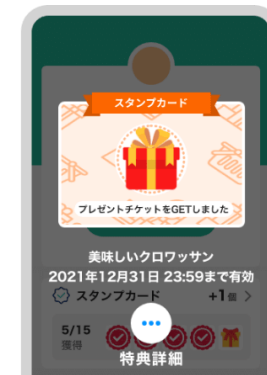 スタンプカード
プレゼントチケットをGETしました
美味しいクロワッサン
2021年12月31日 23:59まで有効
スタンプカード +1個 >
5/15
獲得
特典詳細